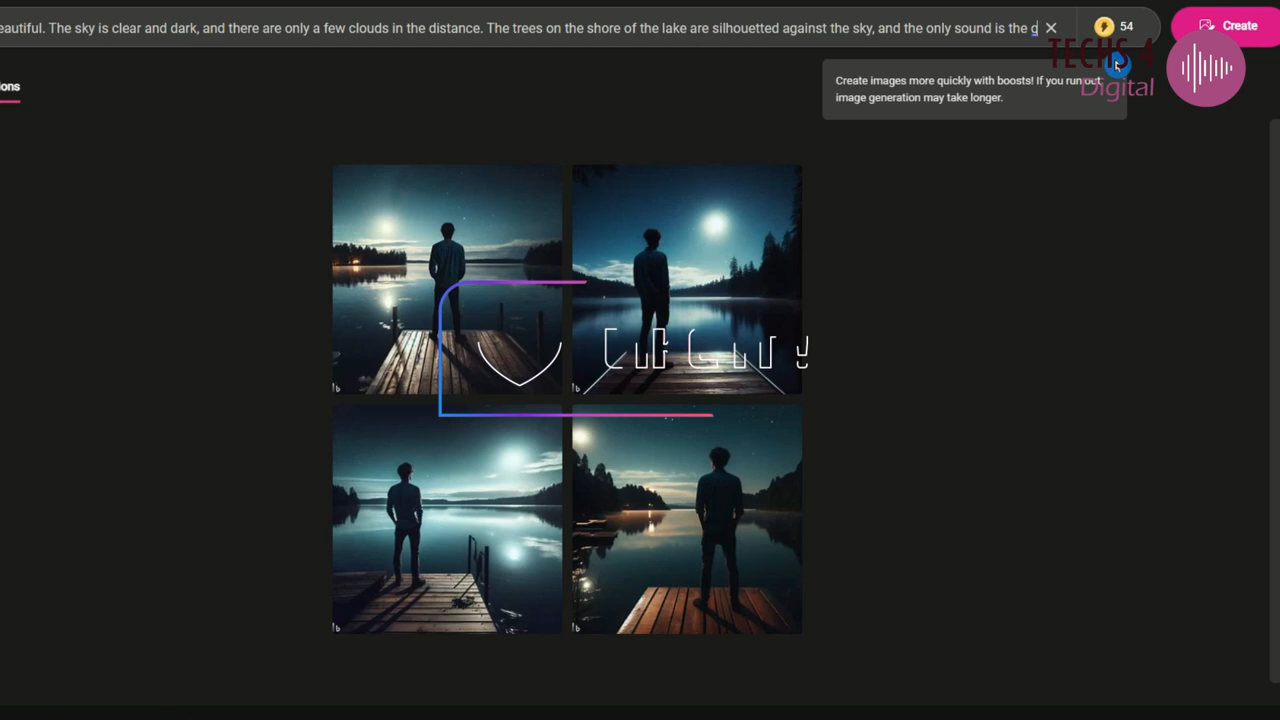 eautiful. The sky is clear and dark, and there are only a few clouds in the distance. The trees on the shore of the lake are silhouetted against the sky, and the only sound is the g
54
Create
TECHS 4
Digital
ions
Create images more quickly with boosts! If you run out,
image generation may take longer.